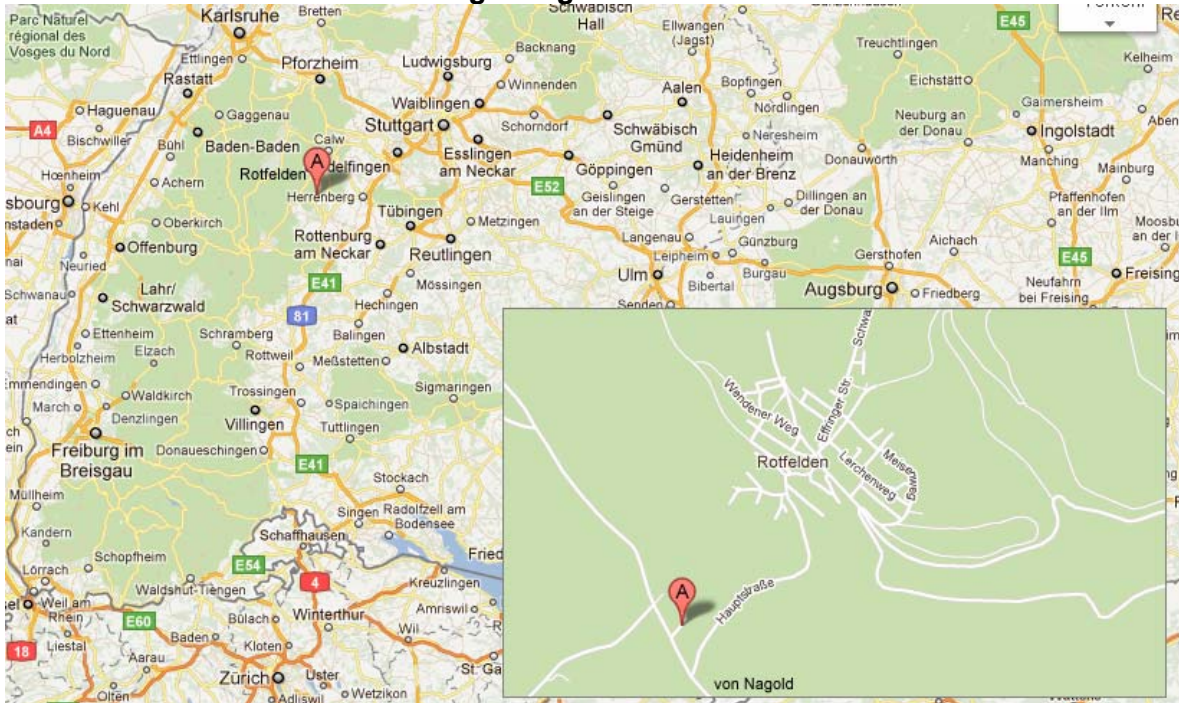 Parc Naturel
régional des
Vosges du Nord
Karlsruhe
Bretten
Schwäbisch
Hall
Ellwangen
(Jagst)
E45
Treuchtlingen
Kelheim
Ettlingen
Pforzheim
Ludwigsburg
Backnang
Rastatt
Winnenden
Aalen
Bopfingen
Nördlingen
Eichstätt
Haguenau
Gaggenau
Waiblingen
Neuburg an
der Donau
Gaimersheim
A4
Bischwiller
Stuttgart
Schorndorf
Schwäbisch
Gmünd
Neresheim
Ingolstadt
Bühl
Baden-Baden
Calw
A
Rotfelden
Esslingen
am Neckar
Göppingen
Heidenheim
an der Brenz
Donauwörth
Manching
Mainburg
Hœnheim
Achern
Herrenberg
E52
Geislingen
an der Steige
Gerstetten
Dillingen an
der Donau
Pfaffenhofen
an der Ilm
Kehl
Oberkirch
Tübingen
Metzingen
Lauingen
Offenburg
Rottenburg
am Neckar
Reutlingen
Langenau
Günzburg
Aichach
Neuried
Leipheim
Gersthofen
E45
E41
Mössingen
Ulm
Bibertal
Burgau
Neufahrn
bei Freising
Freising
Lahr/
Schwarzwald
Hechingen
Senden
Augsburg
Friedberg
81
Ettenheim
Schramberg
Balingen
Herbolzheim
Elzach
Rottweil
Meßstetten
Albstadt
Waldkirch
Trossingen
Spaichingen
Sigmaringen
March
Denzlingen
Villingen
Tuttlingen
Freiburg im
Breisgau
Donaueschingen
E41
Stockach
Müllheim
Singen
Radolfzell am
Bodensee
Kandern
Schaffhausen
Schopfheim
E54
Lörrach
Waldshut-Tiengen
4
Kreuzlingen
Weil am
Rhein
E60
Bülach
Winterthur
Amriswil
Liestal
Baden
Kloten
Wil
18
Aarau
Zürich
Uster
Olten
Adliswil
Wetzikon
Effringer Str.
Wendener Weg
Rotfelden
Lerchenweg
Meisenweg
A
Hauptstraße
von Nagold